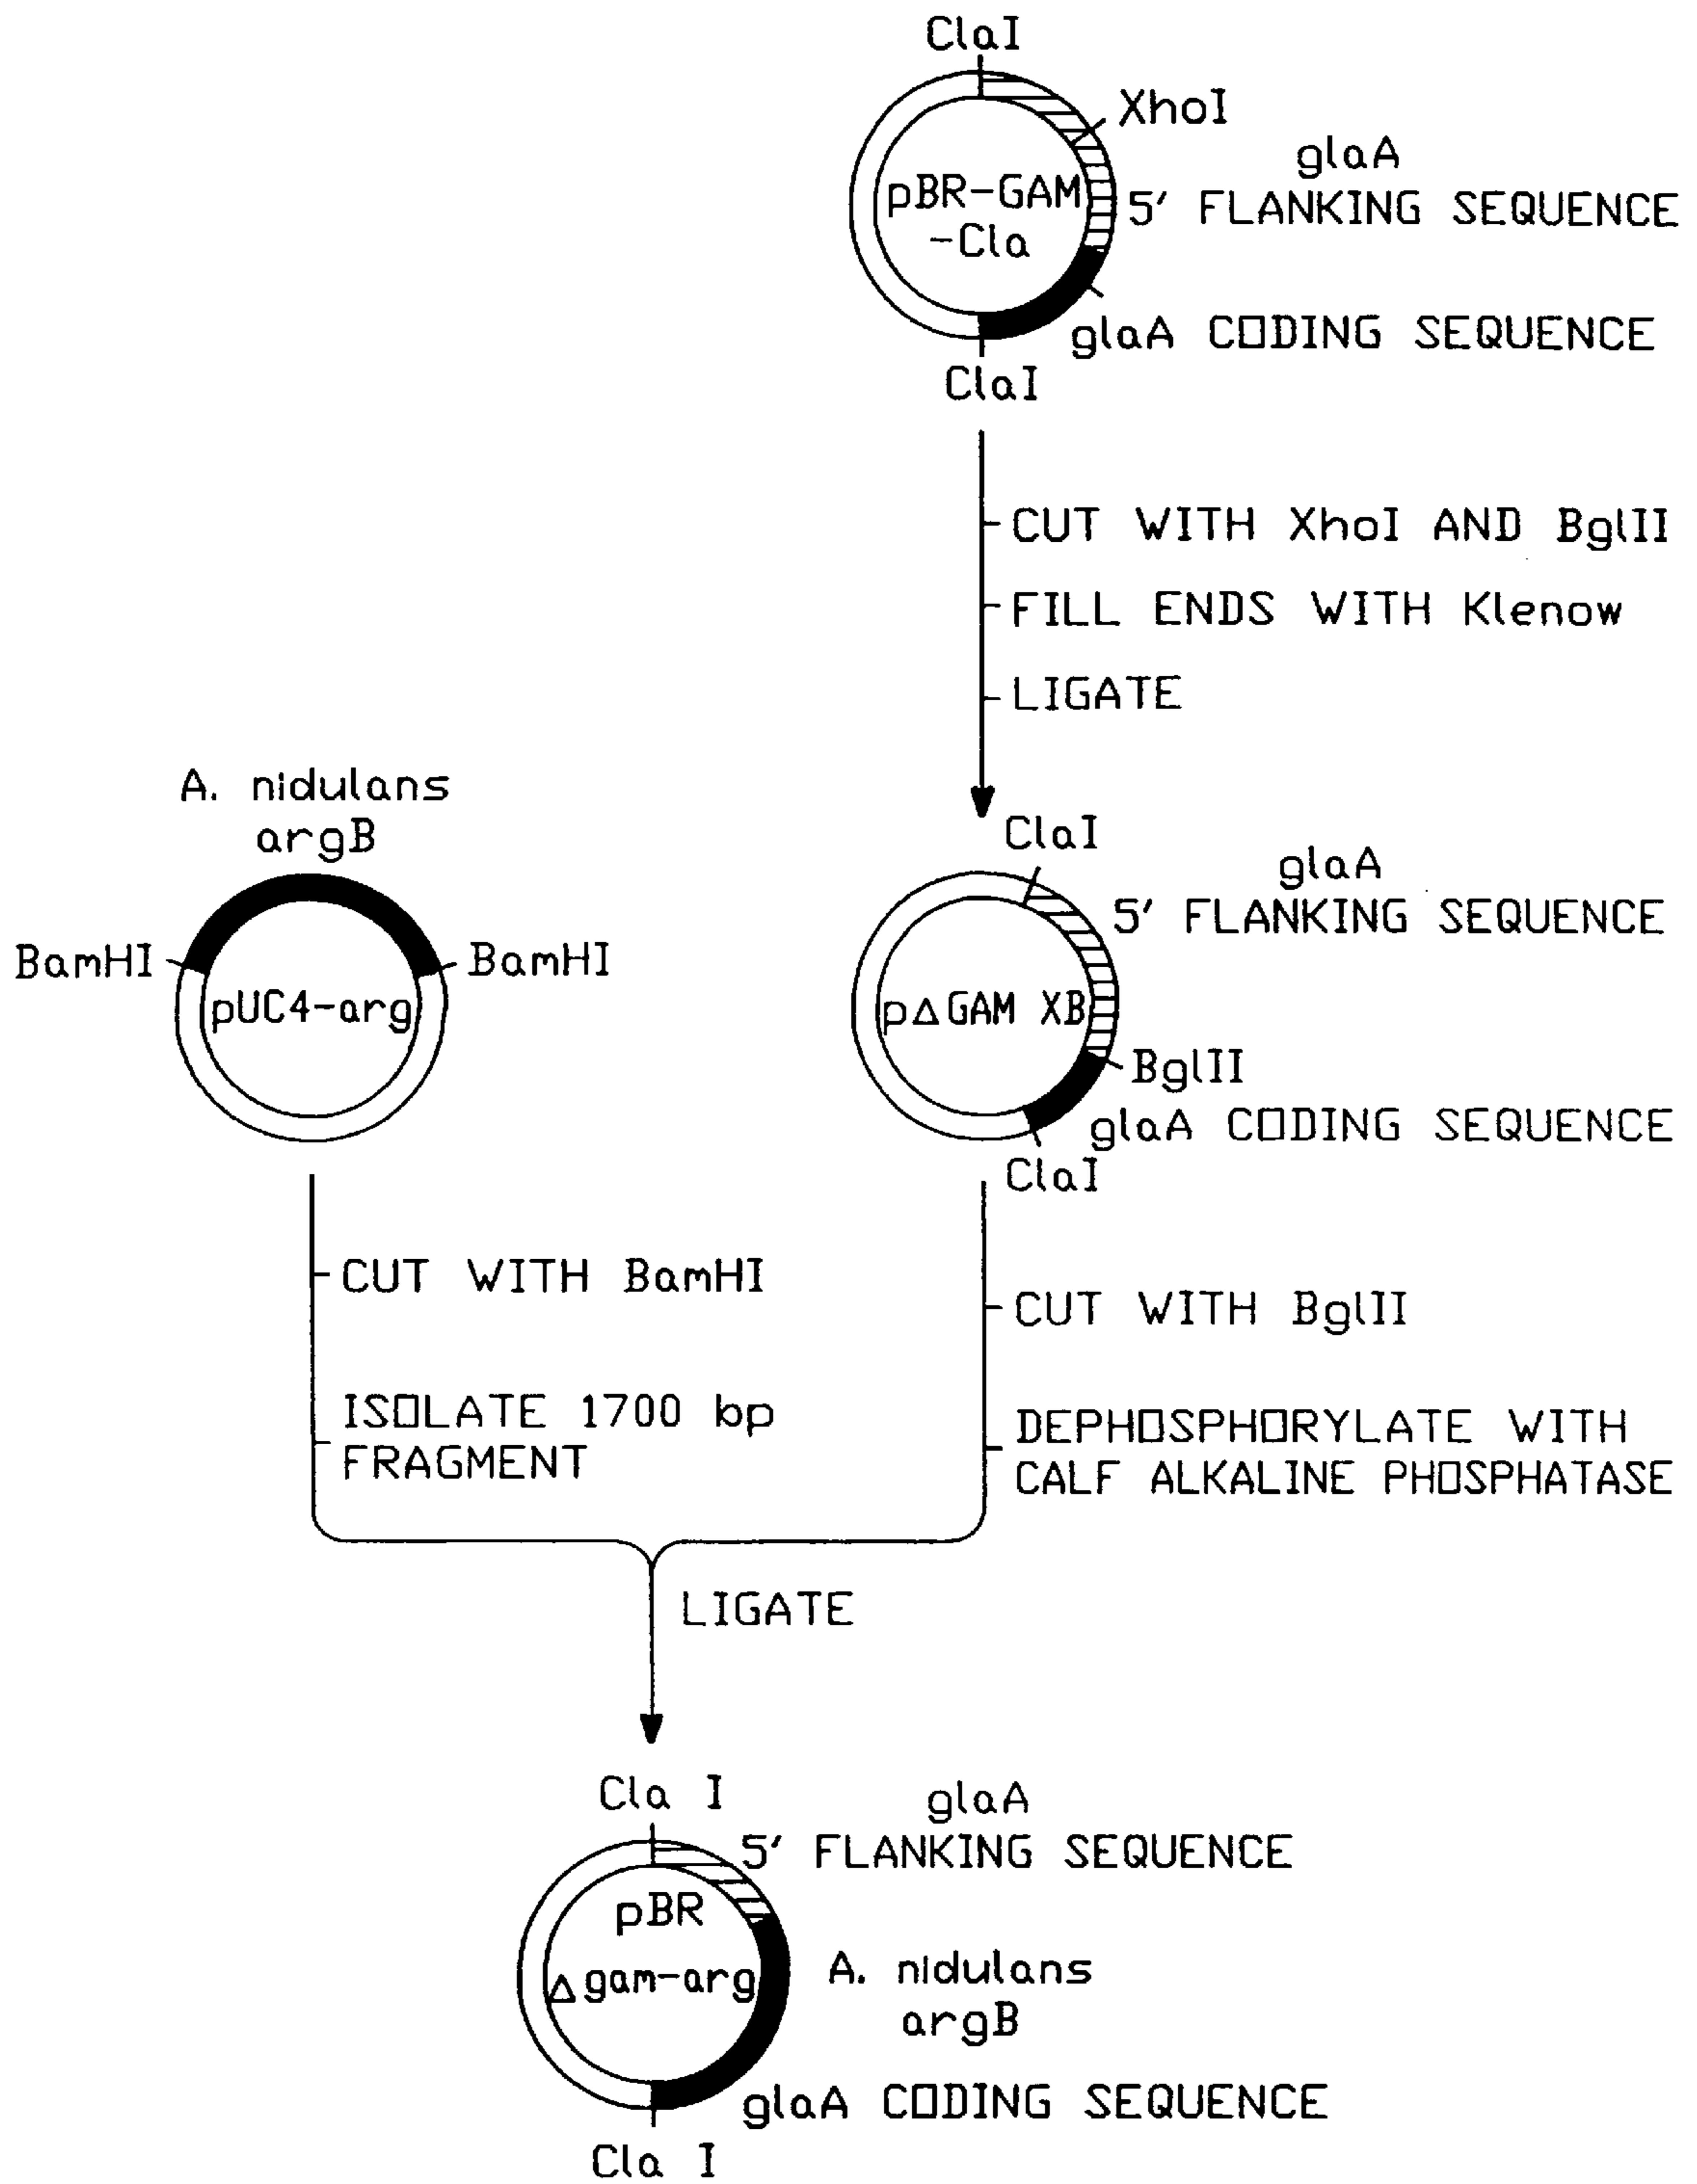 ClaI
XhoI
glaA
5' FLANKING SEQUENCE
pBR-GAM
-Cla
glaA CODING SEQUENCE
ClaI
CUT WITH XhoI AND BglII
FILL ENDS WITH Klenow
LIGATE
A. nidulans
argB
BamHI
BamHI
pUC4-arg
ClaI
glaA
5' FLANKING SEQUENCE
p∆GAM XB
BglII
glaA CODING SEQUENCE
ClaI
CUT WITH BamHI
ISOLATE 1700 bp
FRAGMENT
CUT WITH BglII
DEPHOSPHORYLATE WITH
CALF ALKALINE PHOSPHATASE
LIGATE
Cla I
glaA
5' FLANKING SEQUENCE
pBR
∆gam-arg
A. nidulans
argB
glaA CODING SEQUENCE
Cla I